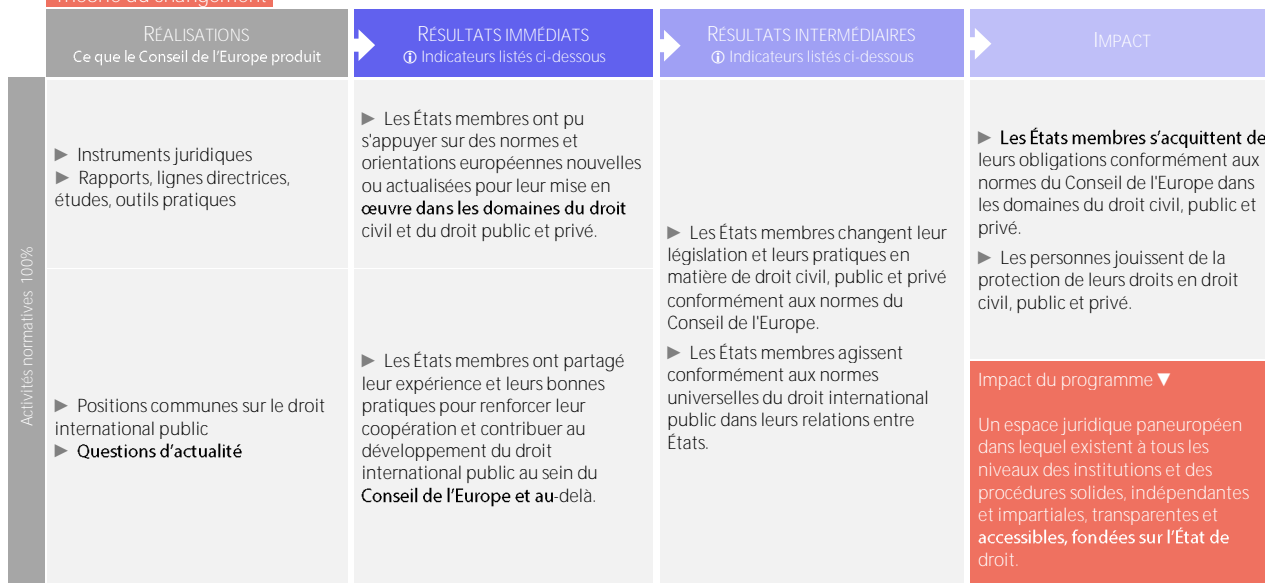 Théorie du changement
RÉALISATIONS
Ce que le Conseil de l'Europe produit
RÉSULTATS IMMÉDIATS
ⓘ Indicateurs listés ci-dessous
RÉSULTATS INTERMÉDIAIRES
ⓘ Indicateurs listés ci-dessous
IMPACT
Activités normatives 100%
► Instruments juridiques
► Rapports, lignes directrices,
études, outils pratiques
► Les États membres ont pu
s'appuyer sur des normes et
orientations européennes nouvelles
ou actualisées pour leur mise en
œuvre dans les domaines du droit
civil et du droit public et privé.
► Positions communes sur le droit
international public
► Questions d'actualité
► Les États membres ont partagé
leur expérience et leurs bonnes
pratiques pour renforcer leur
coopération et contribuer au
développement du droit
international public au sein du
Conseil de l'Europe et au-delà.
► Les États membres changent leur
législation et leurs pratiques en
matière de droit civil, public et privé
conformément aux normes du
Conseil de l'Europe.
► Les États membres agissent
conformément aux normes
universelles du droit international
public dans leurs relations entre
États.
► Les États membres s'acquittent de
leurs obligations conformément aux
normes du Conseil de l'Europe dans
les domaines du droit civil, public et
privé.
► Les personnes jouissent de la
protection de leurs droits en droit
civil, public et privé.
Impact du programme ▼
Un espace juridique paneuropéen
dans lequel existent à tous les
niveaux des institutions et des
procédures solides, indépendantes
et impartiales, transparentes et
accessibles, fondées sur l'État de
droit.